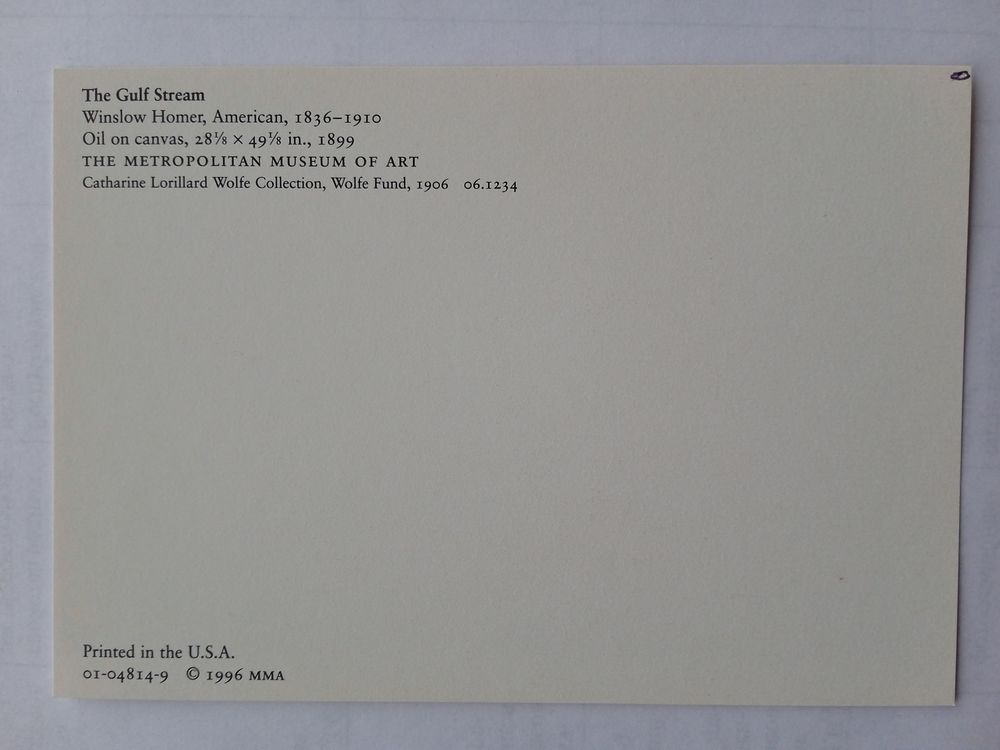 The Gulf Stream
Winslow Homer, American, 1836–1910
Oil on canvas, 28⅛ × 49⅛ in., 1899
THE METROPOLITAN MUSEUM OF ART
Catharine Lorillard Wolfe Collection, Wolfe Fund, 1906 06.1234
Printed in the U.S.A.
01-04814-9 © 1996 MMA